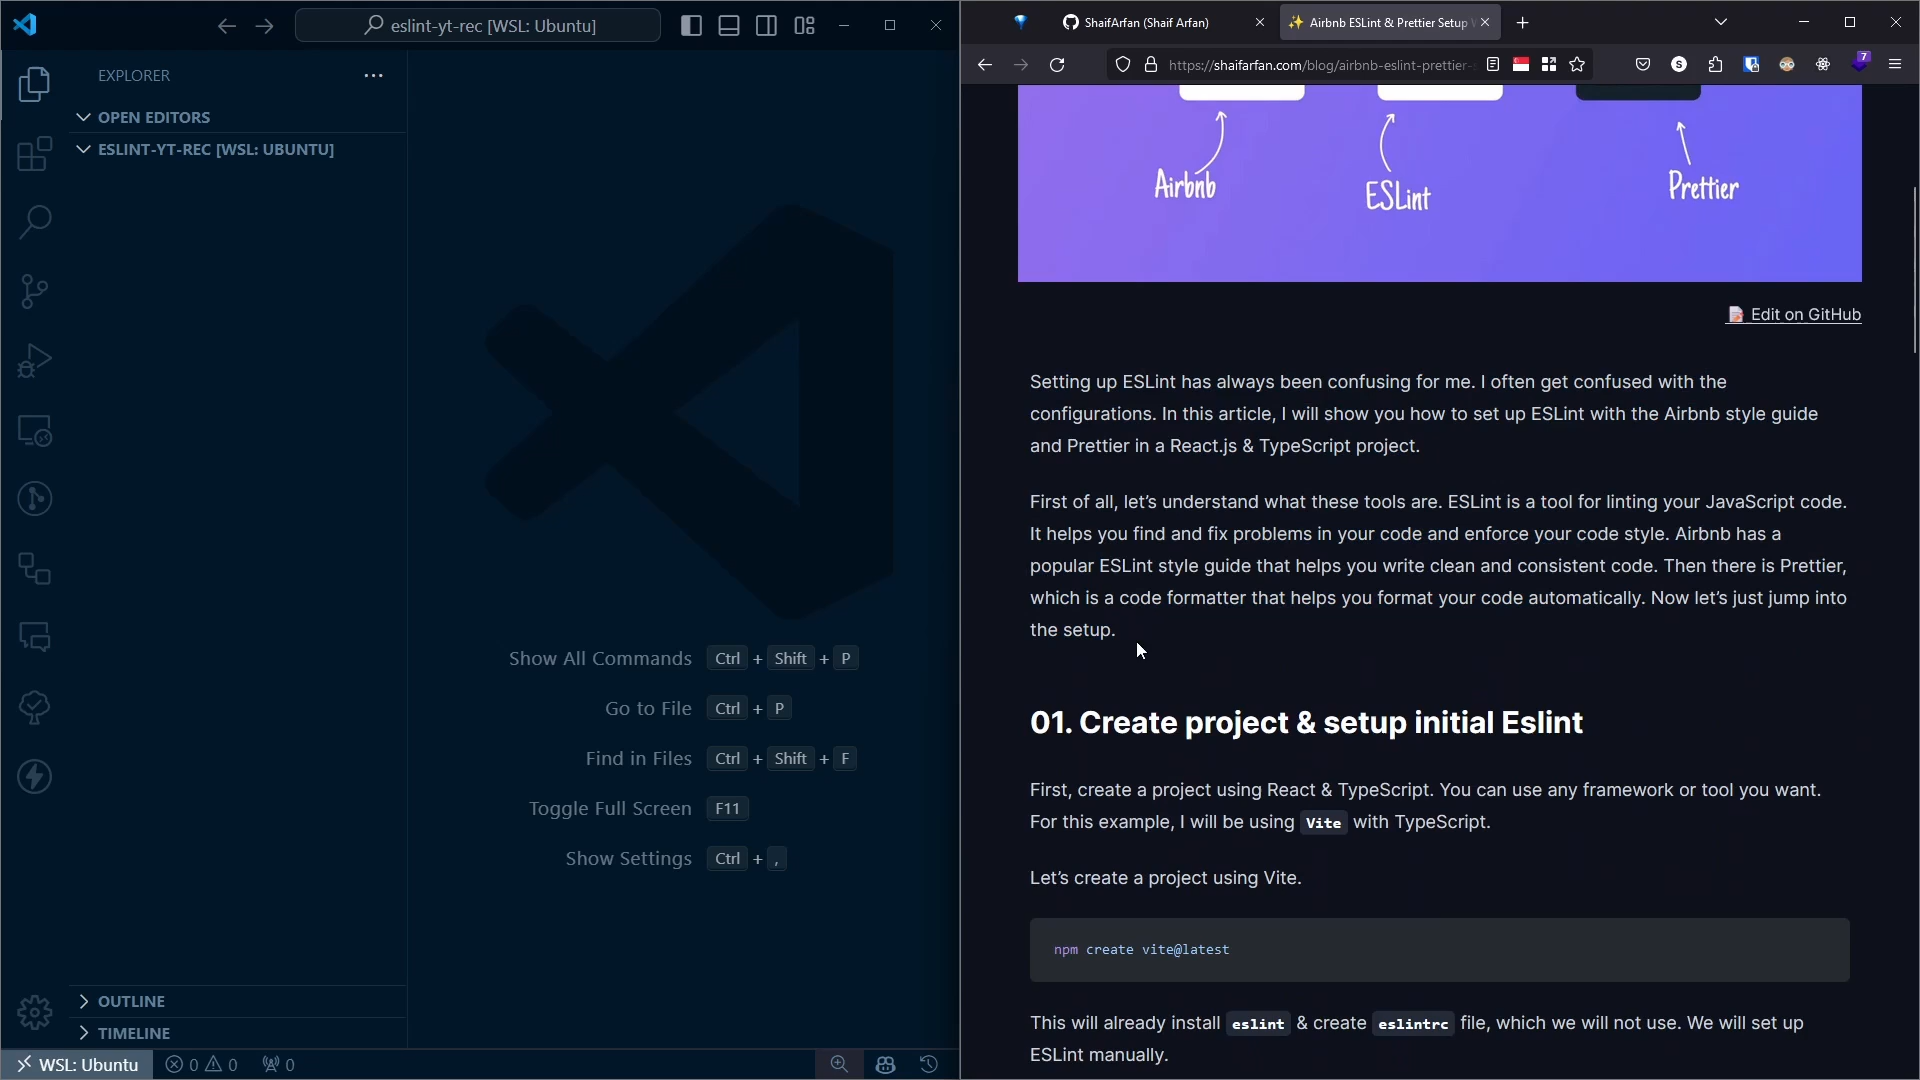 eslint-yt-rec [WSL: Ubuntu]
EXPLORER
OPEN EDITORS
ESLINT-YT-REC [WSL: UBUNTU]
Show All Commands Ctrl + Shift + P
Go to File Ctrl + P
Find in Files Ctrl + Shift + F
Toggle Full Screen F11
Show Settings Ctrl + ,
OUTLINE
TIMELINE
WSL: Ubuntu 0 0 0
ShaifArfan (Shaif Arfan)
Airbnb ESLint & Prettier Setup
https://shaifarfan.com/blog/airbnb-eslint-prettier-
S
7
Airbnb
ESLint
Prettier
Edit on GitHub
Setting up ESLint has always been confusing for me. I often get confused with the
configurations. In this article, I will show you how to set up ESLint with the Airbnb style guide
and Prettier in a React.js & TypeScript project.
First of all, let’s understand what these tools are. ESLint is a tool for linting your JavaScript code.
It helps you find and fix problems in your code and enforce your code style. Airbnb has a
popular ESLint style guide that helps you write clean and consistent code. Then there is Prettier,
which is a code formatter that helps you format your code automatically. Now let’s just jump into
the setup.
01. Create project & setup initial Eslint
First, create a project using React & TypeScript. You can use any framework or tool you want.
For this example, I will be using Vite with TypeScript.
Let’s create a project using Vite.
npm create vite@latest
This will already install eslint & create eslintrc file, which we will not use. We will set up
ESLint manually.